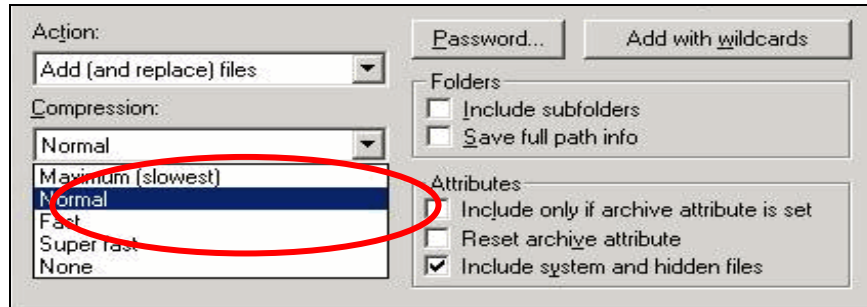 Action:
Add (and replace) files
Compression:
Normal
Maximum (slowest)
Normal
Fast
Super fast
None
Password...
Add with wildcards
Folders
Include subfolders
Save full path info
Attributes
Include only if archive attribute is set
Reset archive attribute
Include system and hidden files